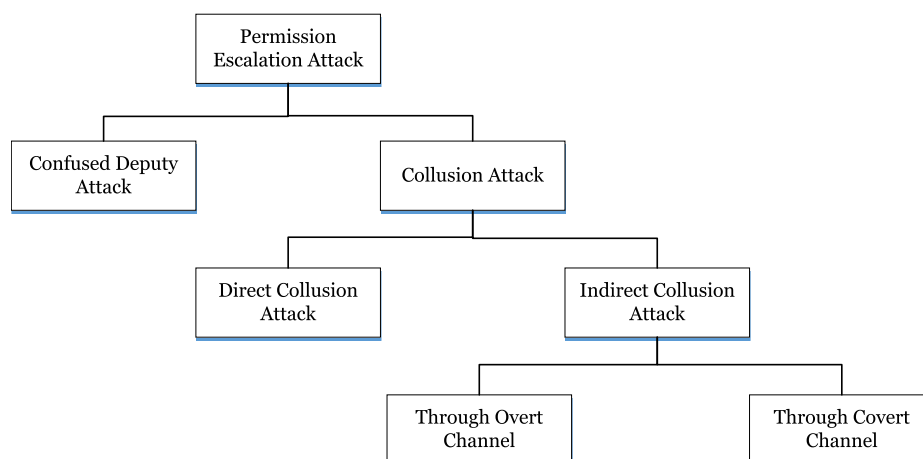 Permission
Escalation Attack
Confused Deputy
Attack
Collusion Attack
Direct Collusion
Attack
Indirect Collusion
Attack
Through Overt
Channel
Through Covert
Channel